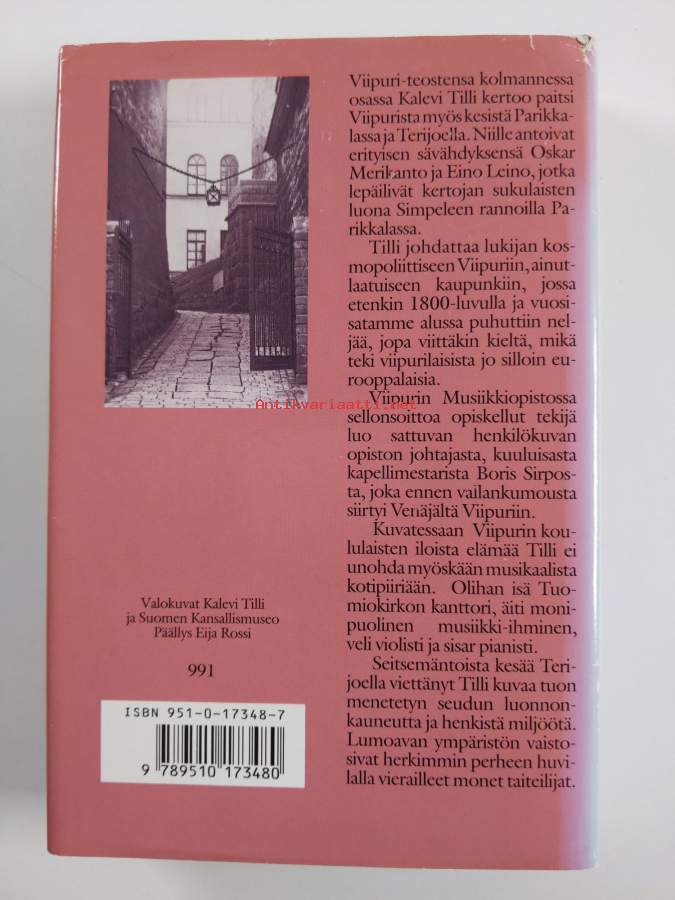 Viipuri-teostensa kolmannessa
osassa Kalevi Tilli kertoo paitsi
Viipurista myös kesistä Parikka-
lassa ja Terijoella. Niille antoivat
erityisen sävähdyksensä Oskar
Merikanto ja Eino Leino, jotka
lepäilivät kertojan sukulaisten
luona Simpeleen rannoilla Pa-
rikkalassa.
Tilli johdattaa lukijan kos-
mopoliittiseen Viipuriin, ainut-
laatuiseen kaupunkiin, jossa
etenkin 1800-luvulla ja vuosi-
satamme alussa puhuttiin nel-
jää, jopa viittäkin kieltä, mikä
teki viipurilaisista jo silloin eu-
rooppalaisia.
Viipurin Musiikkiopistossa
sellonsoittoa opiskellut tekijä
luo sattuvan henkilökuvan
opiston johtajasta, kuuluisasta
kapellimestarista Boris Sirpos-
ta, joka ennen vallankumousta
siirtyi Venäjältä Viipuriin.
Kuvatessaan Viipurin kou-
lulaisten iloista elämää Tilli ei
unohda myöskään musikaalista
kotipiiriään. Olihan isä Tuo-
miokirkon kanttori, äiti moni-
puolinen musiikki-ihminen,
veli violisti ja sisar pianisti.
Seitsemäntoista kesää Teri-
joella viettänyt Tilli kuvaa tuon
menetetyn seudun luonnon-
kauneutta ja henkistä miljöötä.
Lumoavan ympäristön vaisto-
sivat herkimmin perheen huvi-
lalla vierailleet monet taiteilijat.
Antikvariaatti.net
Valokuvat Kalevi Tilli
ja Suomen Kansallismuseo
Päällys Eija Rossi
991
ISBN 951-0-17348-7
9 789510 173480